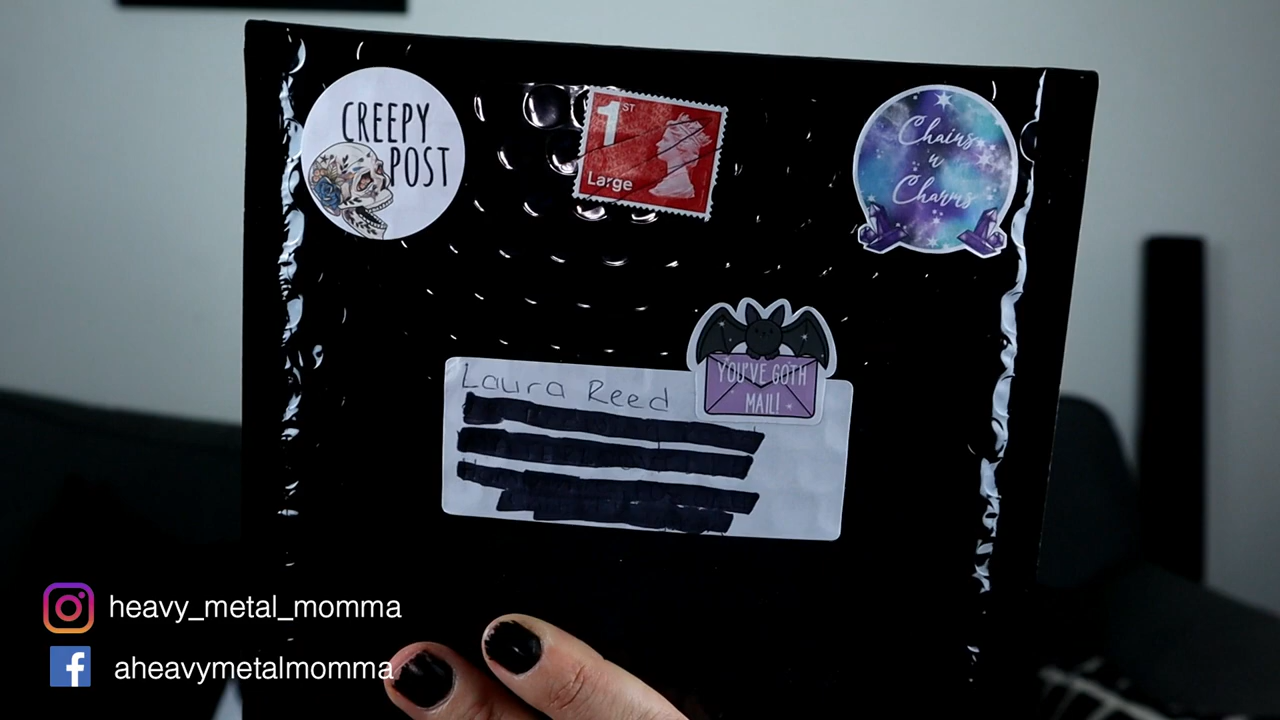 CREEPY
POST
1ST
Large
Chains
n
Charms
YOU'VE GOTH
MAIL!
Laura Reed
heavy_metal_momma
aheavymetalmomma